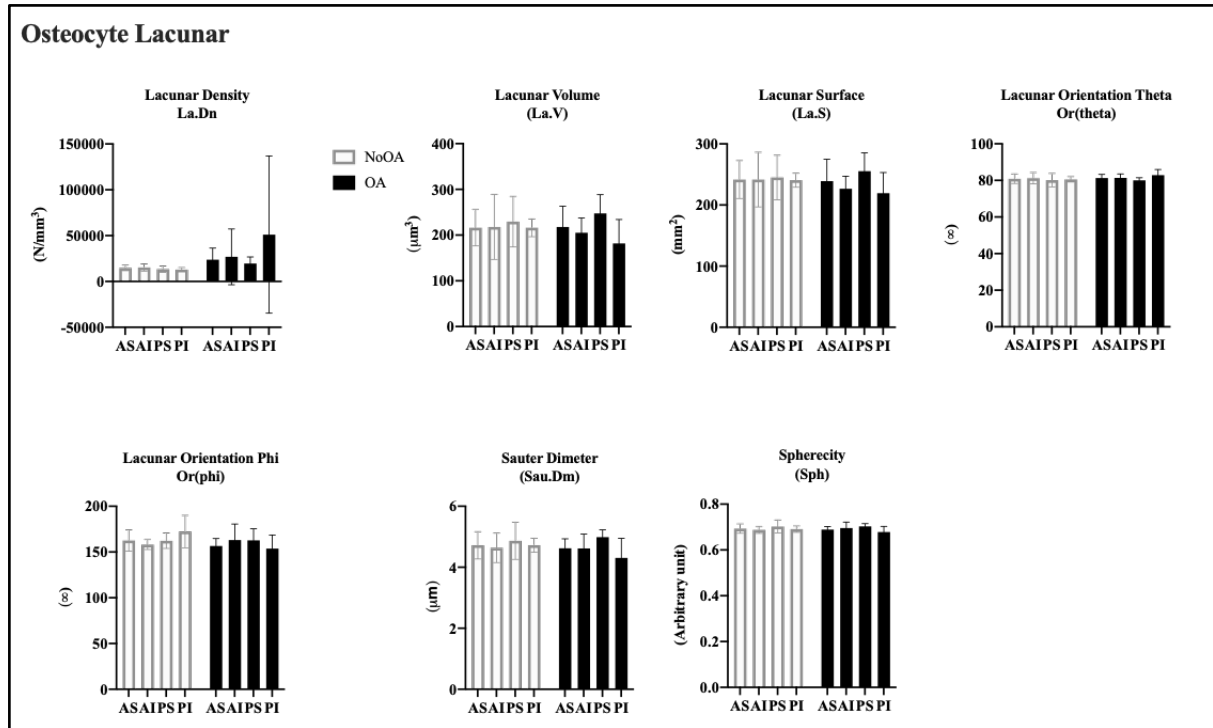 Osteocyte Lacunar
Lacunar Density
La.Dn
150000
100000
50000
0
-50000
(N/mm³)
ASAIPS PI
ASAIPS PI
NoOA
OA
Lacunar Volume
(La.V)
400
300
200
100
0
(µm³)
ASAIPS PI
ASAIPS PI
Lacunar Surface
(La.S)
300
200
100
0
(mm²)
ASAIPS PI
ASAIPS PI
Lacunar Orientation Theta
Or(theta)
100
80
60
40
20
0
(∞)
ASAIPS PI
ASAIPS PI
Lacunar Orientation Phi
Or(phi)
200
150
100
50
0
(∞)
ASAIPS PI
ASAIPS PI
Sauter Dimeter
(Sau.Dm)
6
4
2
0
(µm)
ASAIPS PI
ASAIPS PI
Spherecity
(Sph)
0.8
0.6
0.4
0.2
0.0
(Arbitrary unit)
ASAIPS PI
ASAIPS PI